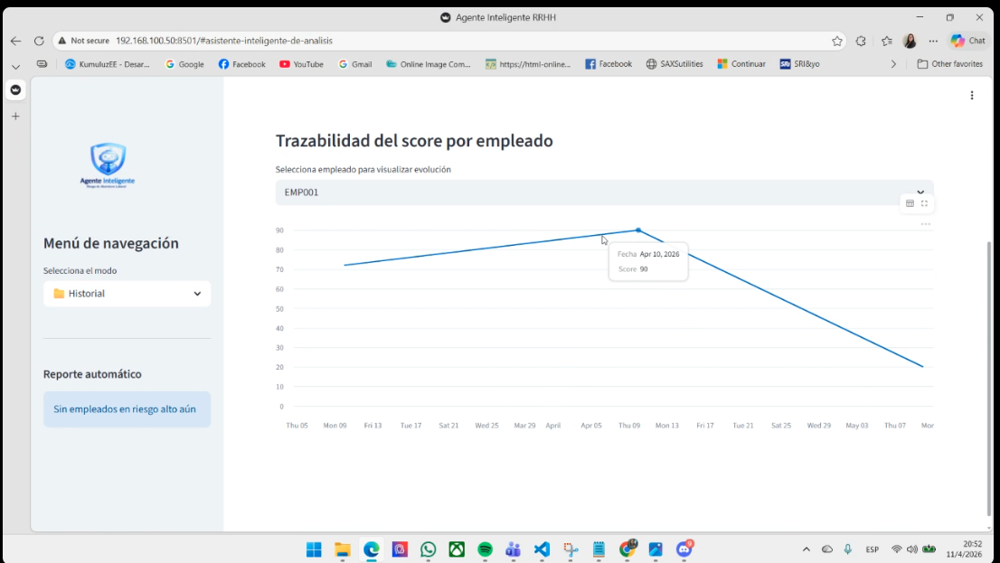 Agente Inteligente RRHH
Not secure 192.168.100.50:8501/#asistente-inteligente-de-analisis
Chat
KumuluzEE - Desar... Google Facebook YouTube Gmail Online Image Com... https://html-online... Facebook SAXSutilities Continuar SRI&yo Other favorites
Agente Inteligente
Menú de navegación
Selecciona el modo
Historial
Reporte automático
Sin empleados en riesgo alto aún
Trazabilidad del score por empleado
Selecciona empleado para visualizar evolución
EMP001
90
80
70
60
50
40
30
20
10
0
Fecha Apr 10, 2026
Score 90
Thu 05 Mon 09 Fri 13 Tue 17 Sat 21 Wed 25 Mar 29 April Apr 05 Thu 09 Mon 13 Fri 17 Tue 21 Sat 25 Wed 29 May 03 Thu 07 Mor
ESP
20:52
11/4/2026